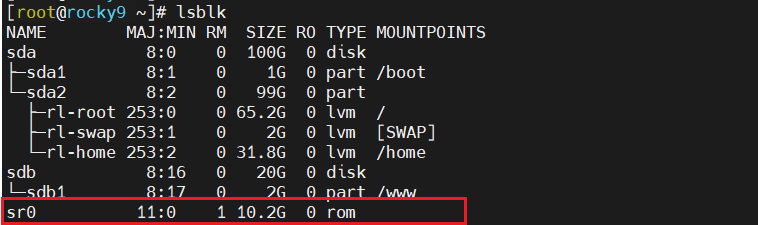 [root@rocky9 ~]# lsblk
NAME        MAJ:MIN RM  SIZE RO TYPE MOUNTPOINTS
sda           8:0    0  100G  0 disk
├─sda1        8:1    0    1G  0 part /boot
└─sda2        8:2    0   99G  0 part
  ├─rl-root 253:0    0 65.2G  0 lvm  /
  ├─rl-swap 253:1    0    2G  0 lvm  [SWAP]
  └─rl-home 253:2    0 31.8G  0 lvm  /home
sdb           8:16   0   20G  0 disk
└─sdb1        8:17   0    2G  0 part /www
sr0          11:0    1 10.2G  0 rom